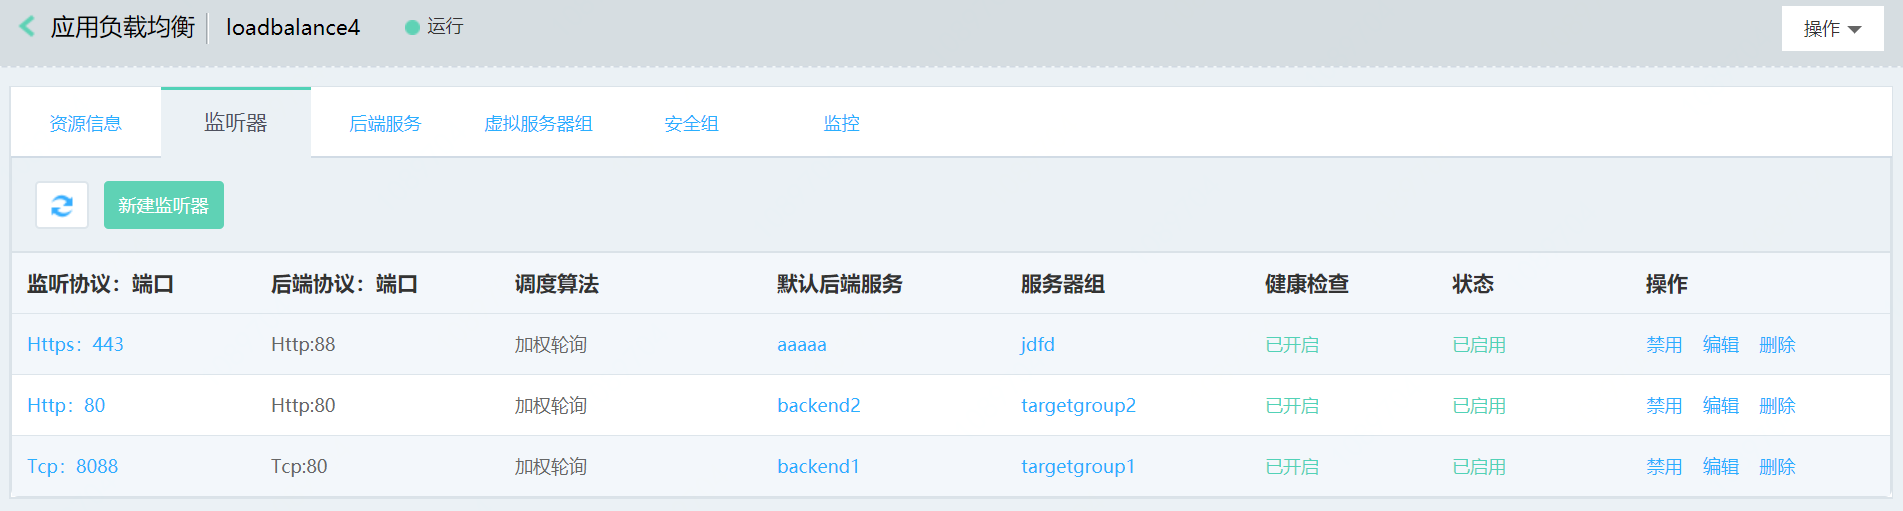 应用负载均衡 loadbalance4 运行 操作
资源信息 监听器 后端服务 虚拟服务器组 安全组 监控
新建监听器
监听协议：端口 后端协议：端口 调度算法 默认后端服务 服务器组 健康检查 状态 操作
Https：443 Http:88 加权轮询 aaaaa jdfd 已开启 已启用 禁用 编辑 删除
Http：80 Http:80 加权轮询 backend2 targetgroup2 已开启 已启用 禁用 编辑 删除
Tcp：8088 Tcp:80 加权轮询 backend1 targetgroup1 已开启 已启用 禁用 编辑 删除